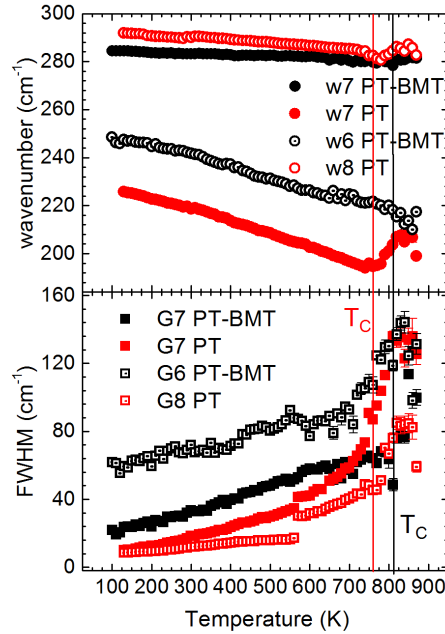 300
280
260
240
220
200
wavenumber (cm⁻¹)
w7 PT-BMT
w7 PT
w6 PT-BMT
w8 PT
160
120
80
40
0
FWHM (cm⁻¹)
G7 PT-BMT
G7 PT
G6 PT-BMT
G8 PT
T_C
T_C
100 200 300 400 500 600 700 800 900
Temperature (K)